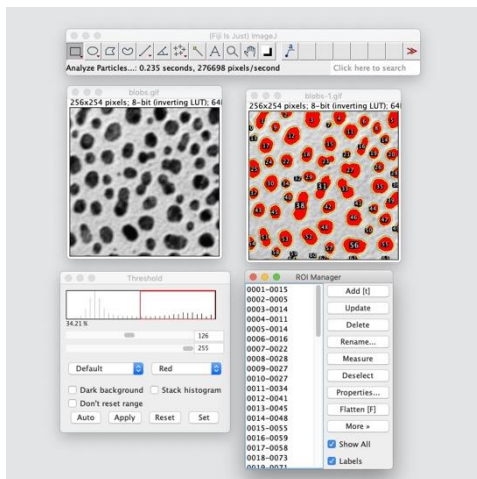 (Fiji Is Just) ImageJ
Analyze Particles...: 0.235 seconds, 276698 pixels/second
Click here to search
blobs.gif
256x254 pixels; 8-bit (inverting LUT); 64
blobs-1.gif
256x254 pixels; 8-bit (inverting LUT); 64
31
38
56
Threshold
34.21 %
126
255
Default
Red
Dark background
Stack histogram
Don't reset range
Auto
Apply
Reset
Set
ROI Manager
0001-0015
0002-0005
0003-0014
0004-0011
0005-0014
0006-0016
0007-0022
0008-0028
0009-0027
0010-0027
0011-0034
0012-0041
0013-0045
0014-0048
0015-0055
0016-0059
0017-0058
0018-0073
0019-0071
Add [t]
Update
Delete
Rename...
Measure
Deselect
Properties...
Flatten [F]
More »
Show All
Labels